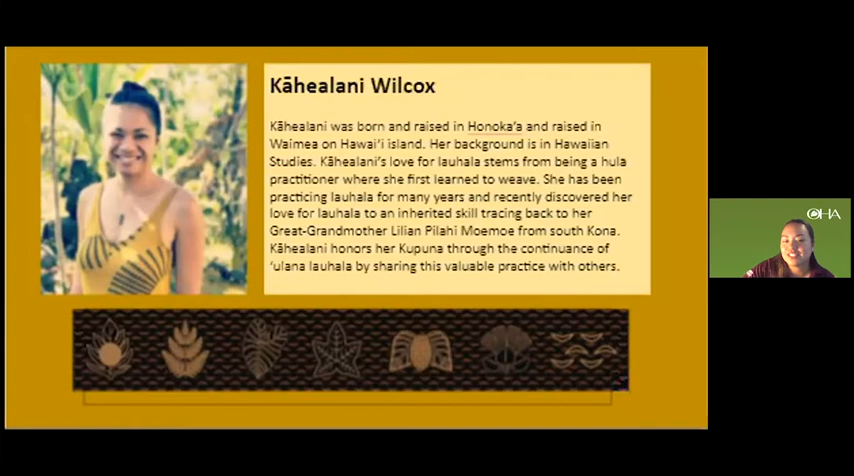 Kāhealani Wilcox
Kāhealani was born and raised in Honoka'a and raised in
Waimea on Hawai'i island. Her background is in Hawaiian
Studies. Kāhealani's love for lauhala stems from being a hula
practitioner where she first learned to weave. She has been
practicing lauhala for many years and recently discovered her
love for lauhala to an inherited skill tracing back to her
Great-Grandmother Lilian Pilahi Moemoe from south Kona.
Kāhealani honors her Kupuna through the continuance of
'ulana lauhala by sharing this valuable practice with others.
OHA